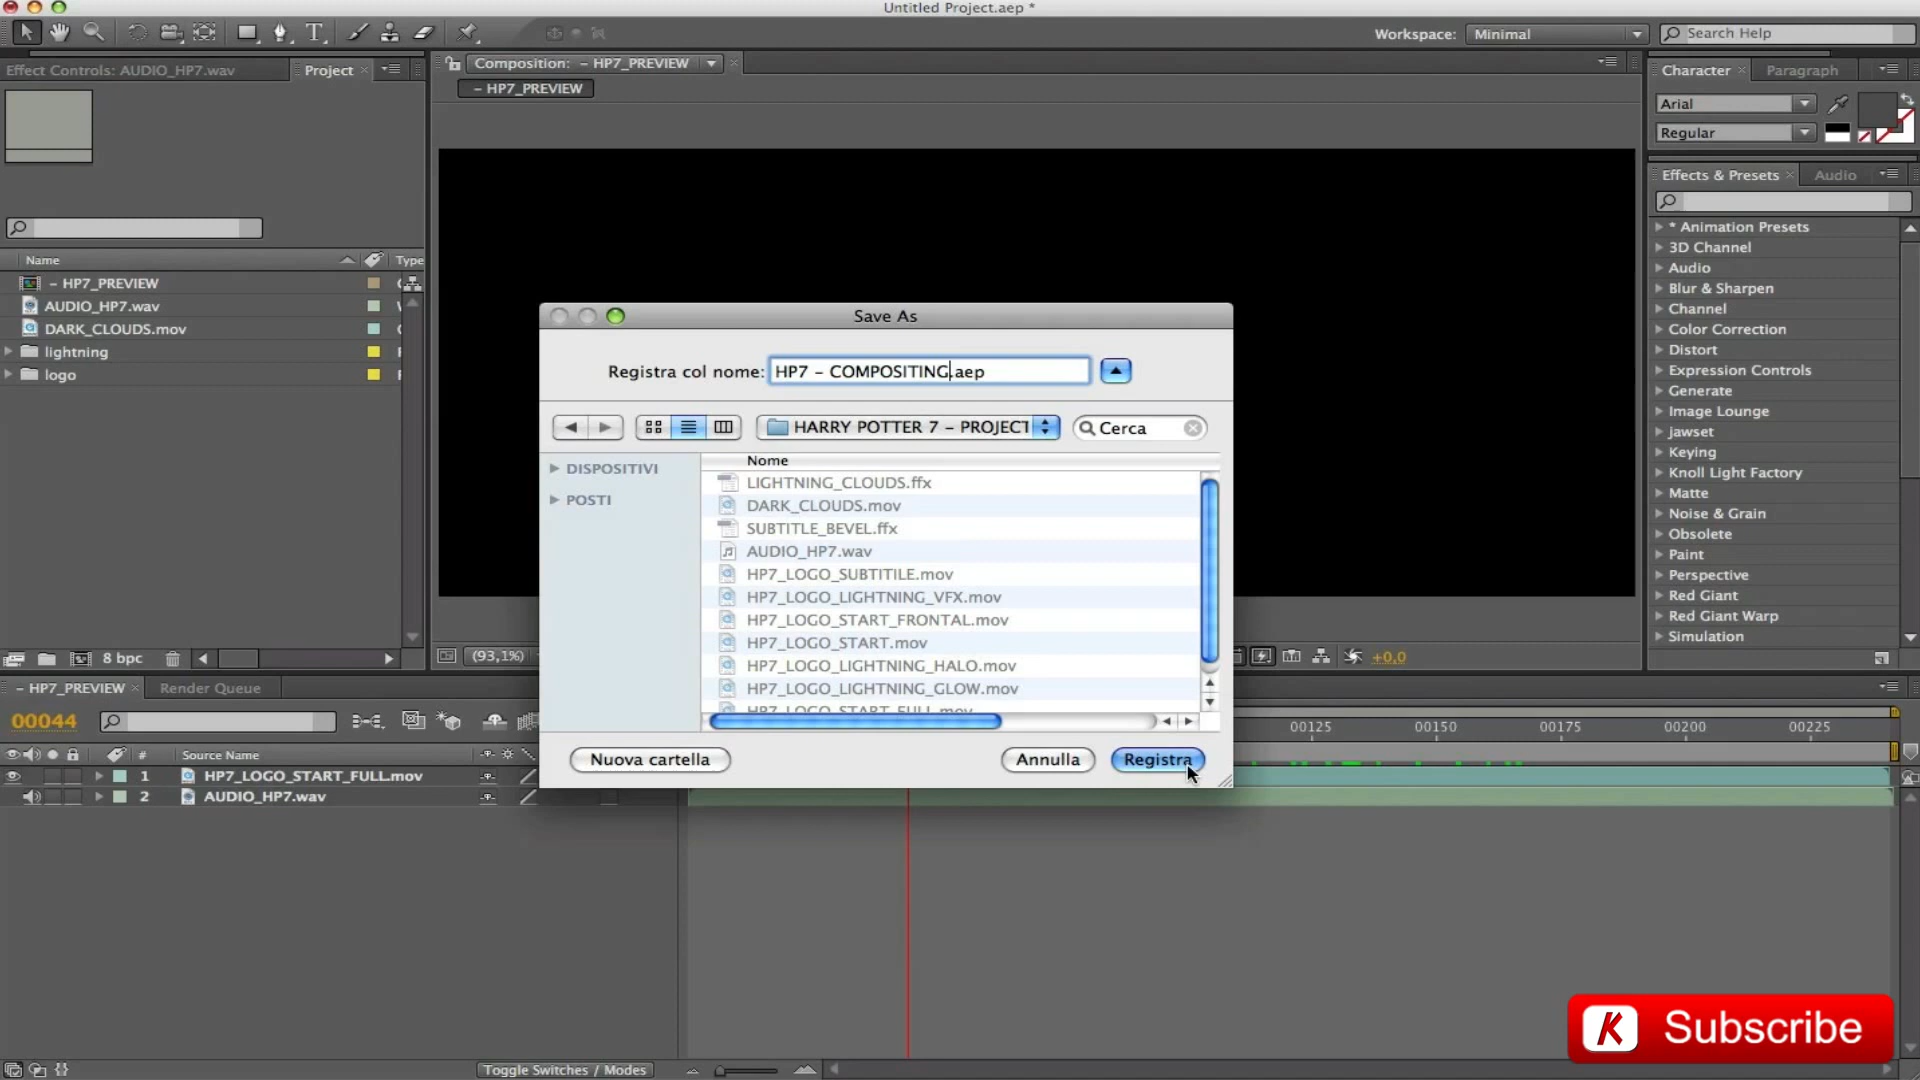 Untitled Project.aep *
Workspace: Minimal
Search Help
Effect Controls: AUDIO_HP7.wav
Project
Composition: – HP7_PREVIEW
– HP7_PREVIEW
Character
Paragraph
Arial
Regular
Effects & Presets
Audio
* Animation Presets
3D Channel
Audio
Blur & Sharpen
Channel
Color Correction
Distort
Expression Controls
Generate
Image Lounge
jawset
Keying
Knoll Light Factory
Matte
Noise & Grain
Obsolete
Paint
Perspective
Red Giant
Red Giant Warp
Simulation
Name
Type
– HP7_PREVIEW
AUDIO_HP7.wav
DARK_CLOUDS.mov
lightning
logo
8 bpc
Save As
Registra col nome: HP7 – COMPOSITING.aep
HARRY POTTER 7 – PROJECT
Cerca
DISPOSITIVI
POSTI
Nome
LIGHTNING_CLOUDS.ffx
DARK_CLOUDS.mov
SUBTITLE_BEVEL.ffx
AUDIO_HP7.wav
HP7_LOGO_SUBTITILE.mov
HP7_LOGO_LIGHTNING_VFX.mov
HP7_LOGO_START_FRONTAL.mov
HP7_LOGO_START.mov
HP7_LOGO_LIGHTNING_HALO.mov
HP7_LOGO_LIGHTNING_GLOW.mov
HP7_LOGO_START_FULL.mov
Nuova cartella
Annulla
Registra
(93,1%)
+0,0
– HP7_PREVIEW
Render Queue
00044
00125
00150
00175
00200
00225
#
Source Name
1 HP7_LOGO_START_FULL.mov
2 AUDIO_HP7.wav
Toggle Switches / Modes
K Subscribe